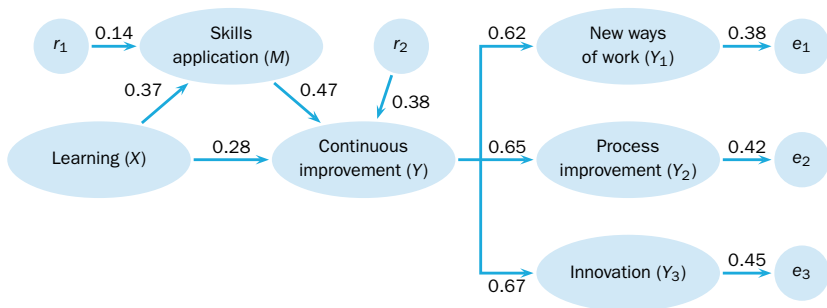 r₁
0.14
Skills
application (M)
r₂
0.62
New ways
of work (Y₁)
0.38
e₁
0.37
0.47
0.38
Learning (X)
0.28
Continuous
improvement (Y)
0.65
Process
improvement (Y₂)
0.42
e₂
0.67
Innovation (Y₃)
0.45
e₃